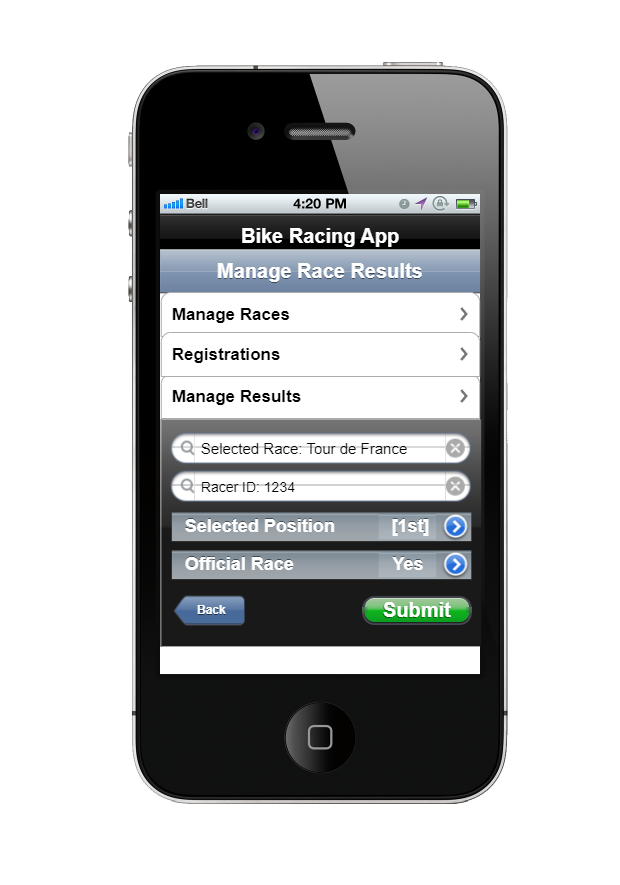 Bell 4:20 PM
Bike Racing App
Manage Race Results
Manage Races
Registrations
Manage Results
Selected Race: Tour de France
Racer ID: 1234
Selected Position [1st]
Official Race Yes
Back Submit